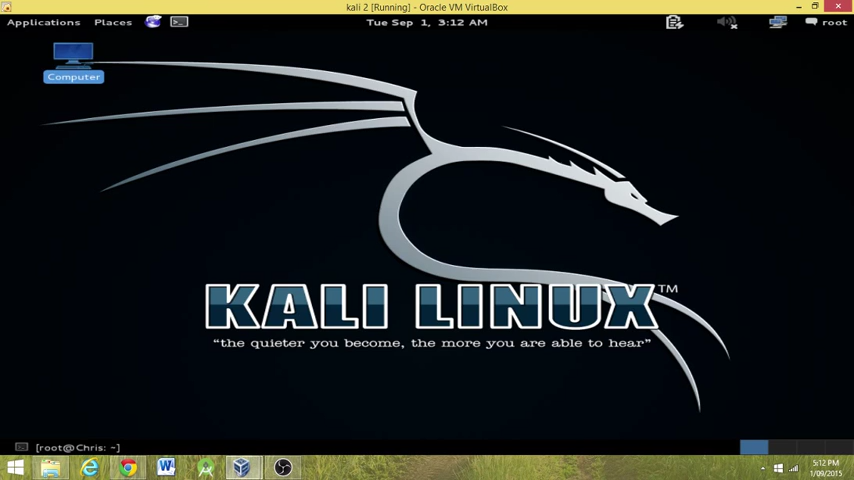 kali 2 [Running] - Oracle VM VirtualBox
Applications Places Tue Sep 1, 3:12 AM root
Computer
KALI LINUX™
“the quieter you become, the more you are able to hear”
[root@Chris: ~]
5:12 PM
1/09/2015